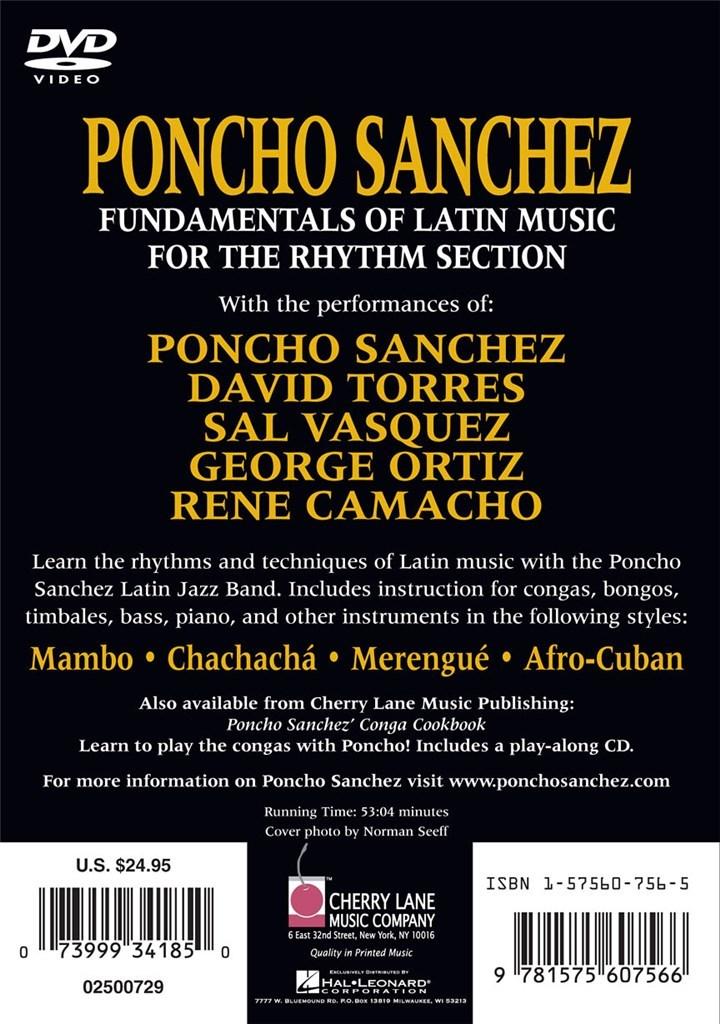 DVD
VIDEO
PONCHO SANCHEZ
FUNDAMENTALS OF LATIN MUSIC
FOR THE RHYTHM SECTION
With the performances of:
PONCHO SANCHEZ
DAVID TORRES
SAL VASQUEZ
GEORGE ORTIZ
RENE CAMACHO
Learn the rhythms and techniques of Latin music with the Poncho
Sanchez Latin Jazz Band. Includes instruction for congas, bongos,
timbales, bass, piano, and other instruments in the following styles:
Mambo • Chachachá • Merengué • Afro-Cuban
Also available from Cherry Lane Music Publishing:
Poncho Sanchez' Conga Cookbook
Learn to play the congas with Poncho! Includes a play-along CD.
For more information on Poncho Sanchez visit www.ponchosanchez.com
Running Time: 53:04 minutes
Cover photo by Norman Seeff
U.S. $24.95
0 73999 34185 0
02500729
CHERRY LANE™
MUSIC COMPANY
6 East 32nd Street, New York, NY 10016
Quality in Printed Music
EXCLUSIVELY DISTRIBUTED BY
HAL•LEONARD®
CORPORATION
7777 W. BLUEMOUND RD. P.O. BOX 13819 MILWAUKEE, WI 53213
ISBN 1-57560-756-5
9 781575 607566